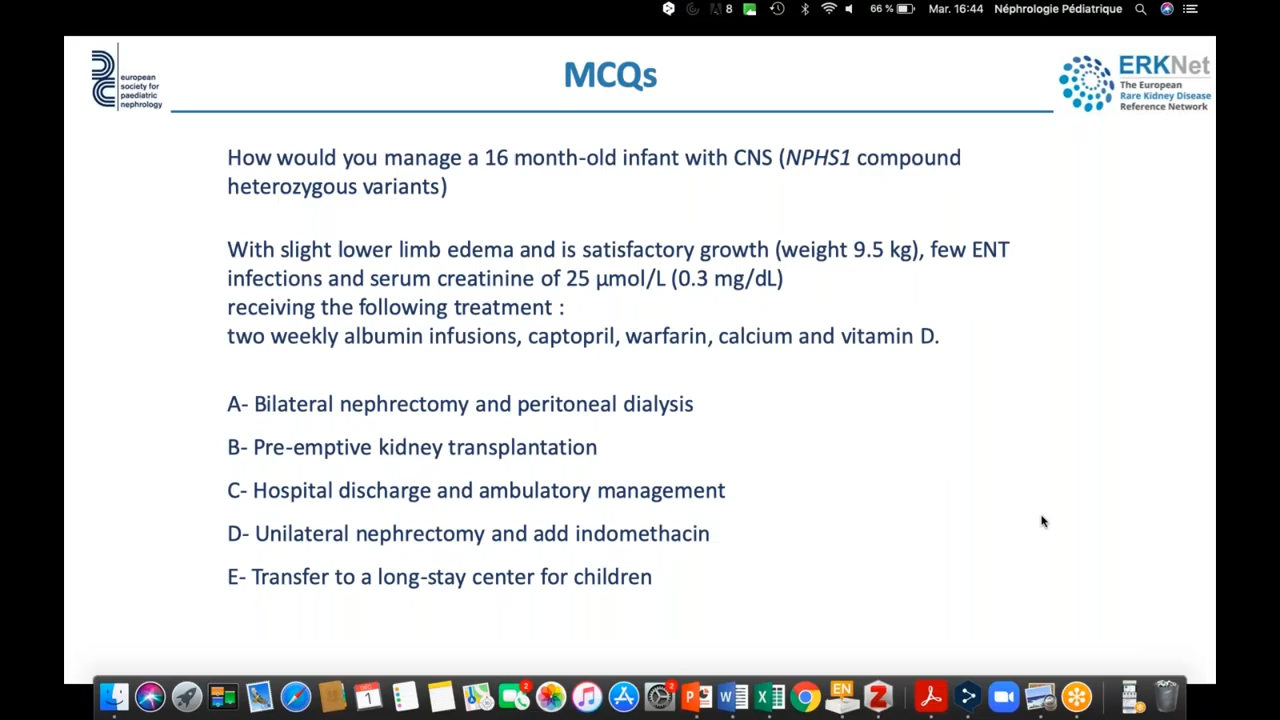 8 66 % Mar. 16:44 Néphrologie Pédiatrique
european
society for
paediatric
nephrology
MCQs
ERKNet
The European
Rare Kidney Disease
Reference Network
How would you manage a 16 month-old infant with CNS (NPHS1 compound
heterozygous variants)
With slight lower limb edema and is satisfactory growth (weight 9.5 kg), few ENT
infections and serum creatinine of 25 µmol/L (0.3 mg/dL)
receiving the following treatment :
two weekly albumin infusions, captopril, warfarin, calcium and vitamin D.
A- Bilateral nephrectomy and peritoneal dialysis
B- Pre-emptive kidney transplantation
C- Hospital discharge and ambulatory management
D- Unilateral nephrectomy and add indomethacin
E- Transfer to a long-stay center for children
1 2 2 P W X EN Z